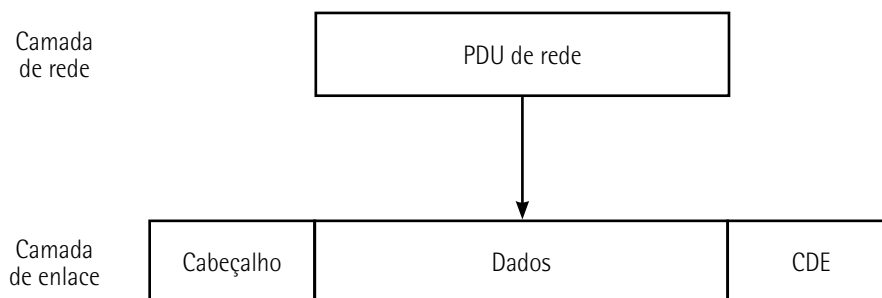 Camada
de rede
PDU de rede
Camada
de enlace
Cabeçalho
Dados
CDE